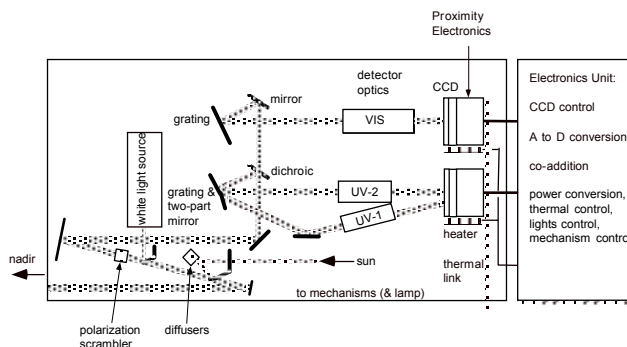 Proximity
Electronics
detector
optics
CCD
Electronics Unit:
mirror
CCD control
grating
VIS
A to D conversion
co-addition
white light source
dichroic
grating &
two-part
mirror
UV-2
UV-1
power conversion,
thermal control,
lights control,
mechanism control
heater
nadir
sun
thermal
link
to mechanisms (& lamp)
polarization
scrambler
diffusers